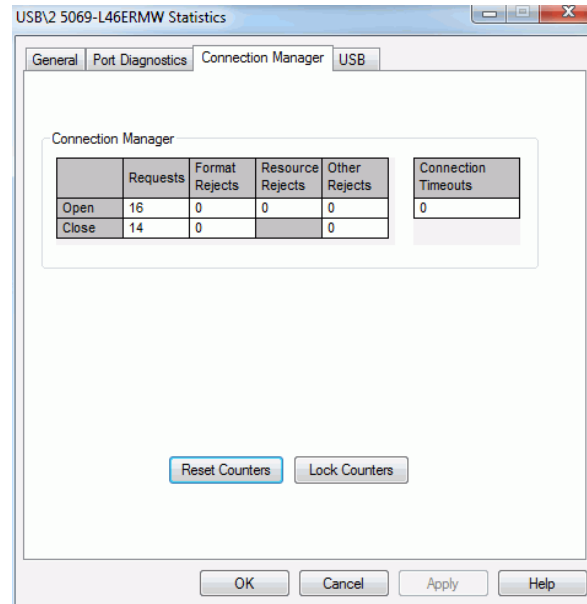 USB\2 5069-L46ERMW Statistics
General Port Diagnostics Connection Manager USB
Connection Manager
Requests Format Rejects Resource Rejects Other Rejects Connection Timeouts
Open 16 0 0 0 0
Close 14 0 0
Reset Counters Lock Counters
OK Cancel Apply Help